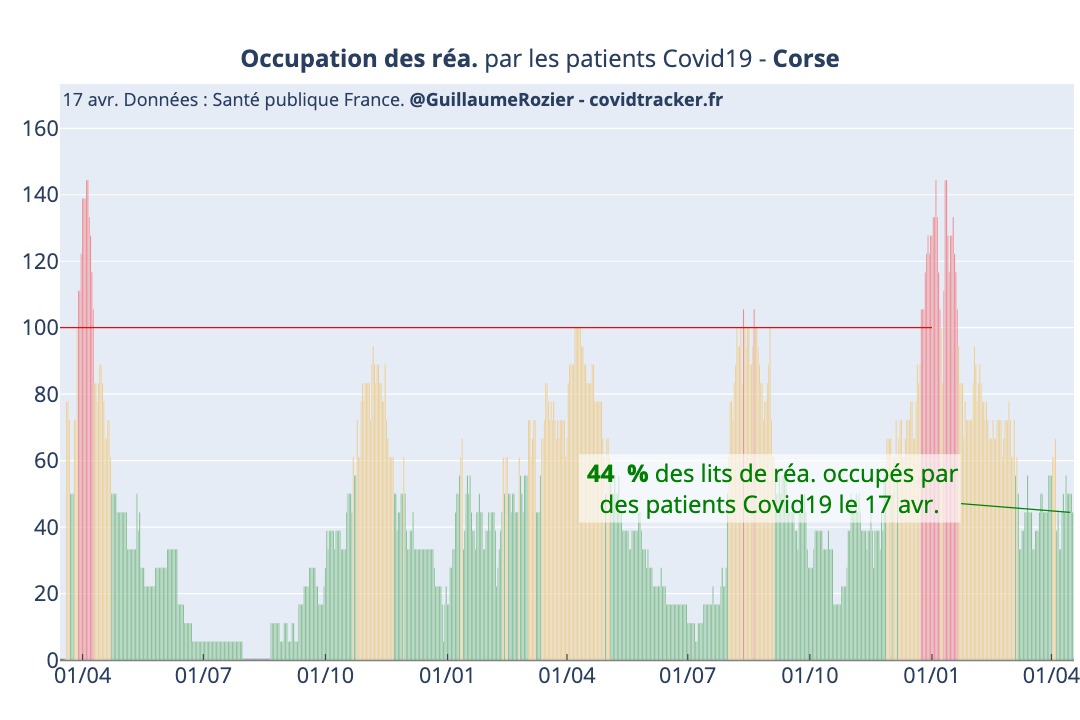 Occupation des réa. par les patients Covid19 - Corse
17 avr. Données : Santé publique France. @GuillaumeRozier - covidtracker.fr
160
140
120
100
80
60
44 % des lits de réa. occupés par
des patients Covid19 le 17 avr.
40
20
0
01/04 01/07 01/10 01/01 01/04 01/07 01/10 01/01 01/04